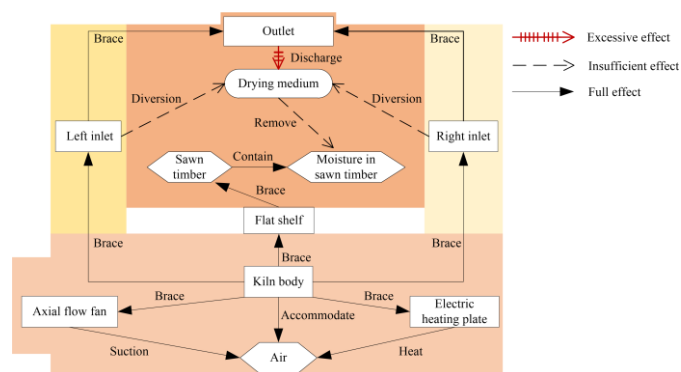 Outlet
Brace
Brace
Excessive effect
Discharge
Insufficient effect
Drying medium
Diversion
Diversion
Full effect
Remove
Left inlet
Right inlet
Contain
Sawn
timber
Moisture in
sawn timber
Brace
Flat shelf
Brace
Brace
Brace
Kiln body
Brace
Brace
Axial flow fan
Electric
heating plate
Accommodate
Suction
Air
Heat